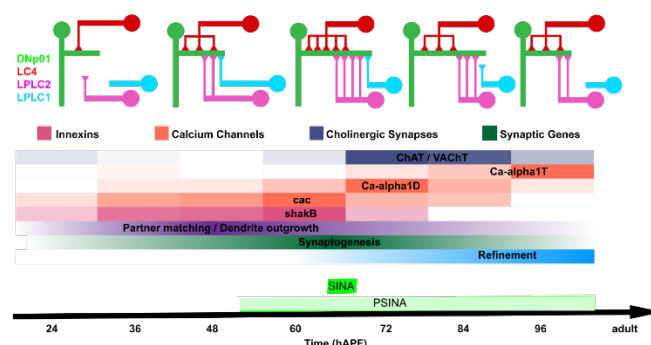 DNp01
LC4
LPLC2
LPLC1
Innexins
Calcium Channels
Cholinergic Synapses
Synaptic Genes
ChAT / VAChT
Ca-alpha1T
Ca-alpha1D
cac
shakB
Partner matching / Dendrite outgrowth
Synaptogenesis
Refinement
SINA
PSINA
24 36 48 60 72 84 96 adult
Time (hAPF)